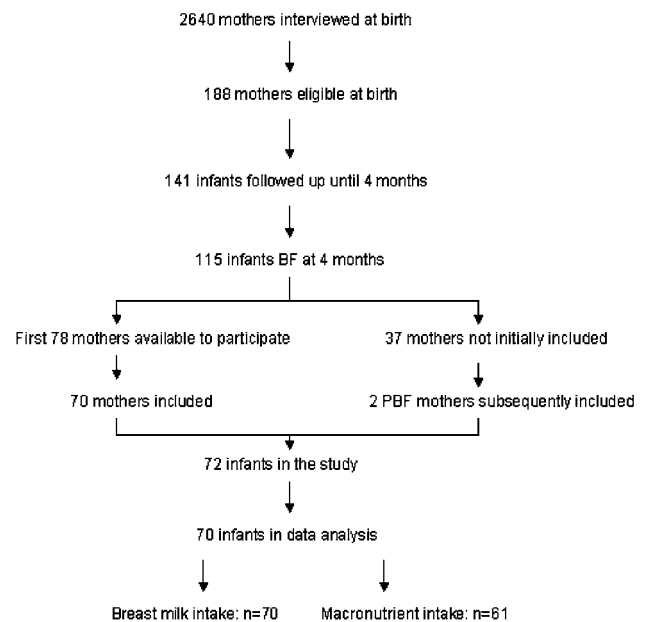 2640 mothers interviewed at birth
188 mothers eligible at birth
141 infants followed up until 4 months
115 infants BF at 4 months
First 78 mothers available to participate
37 mothers not initially included
70 mothers included
2 PBF mothers subsequently included
72 infants in the study
70 infants in data analysis
Breast milk intake: n=70
Macronutrient intake: n=61